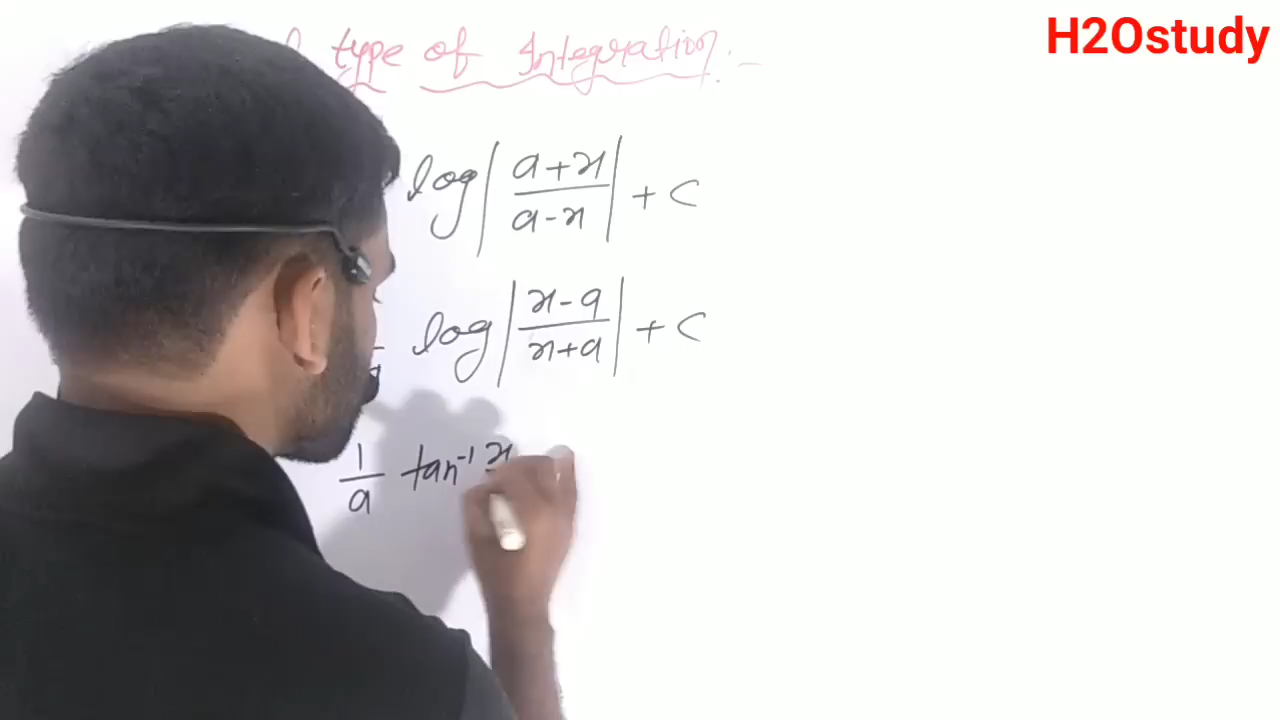 H2Ostudy
type of Integration.
log|(a+x)/(a-x)| + C
log|(x-a)/(x+a)| + C
1/a tan⁻¹ x